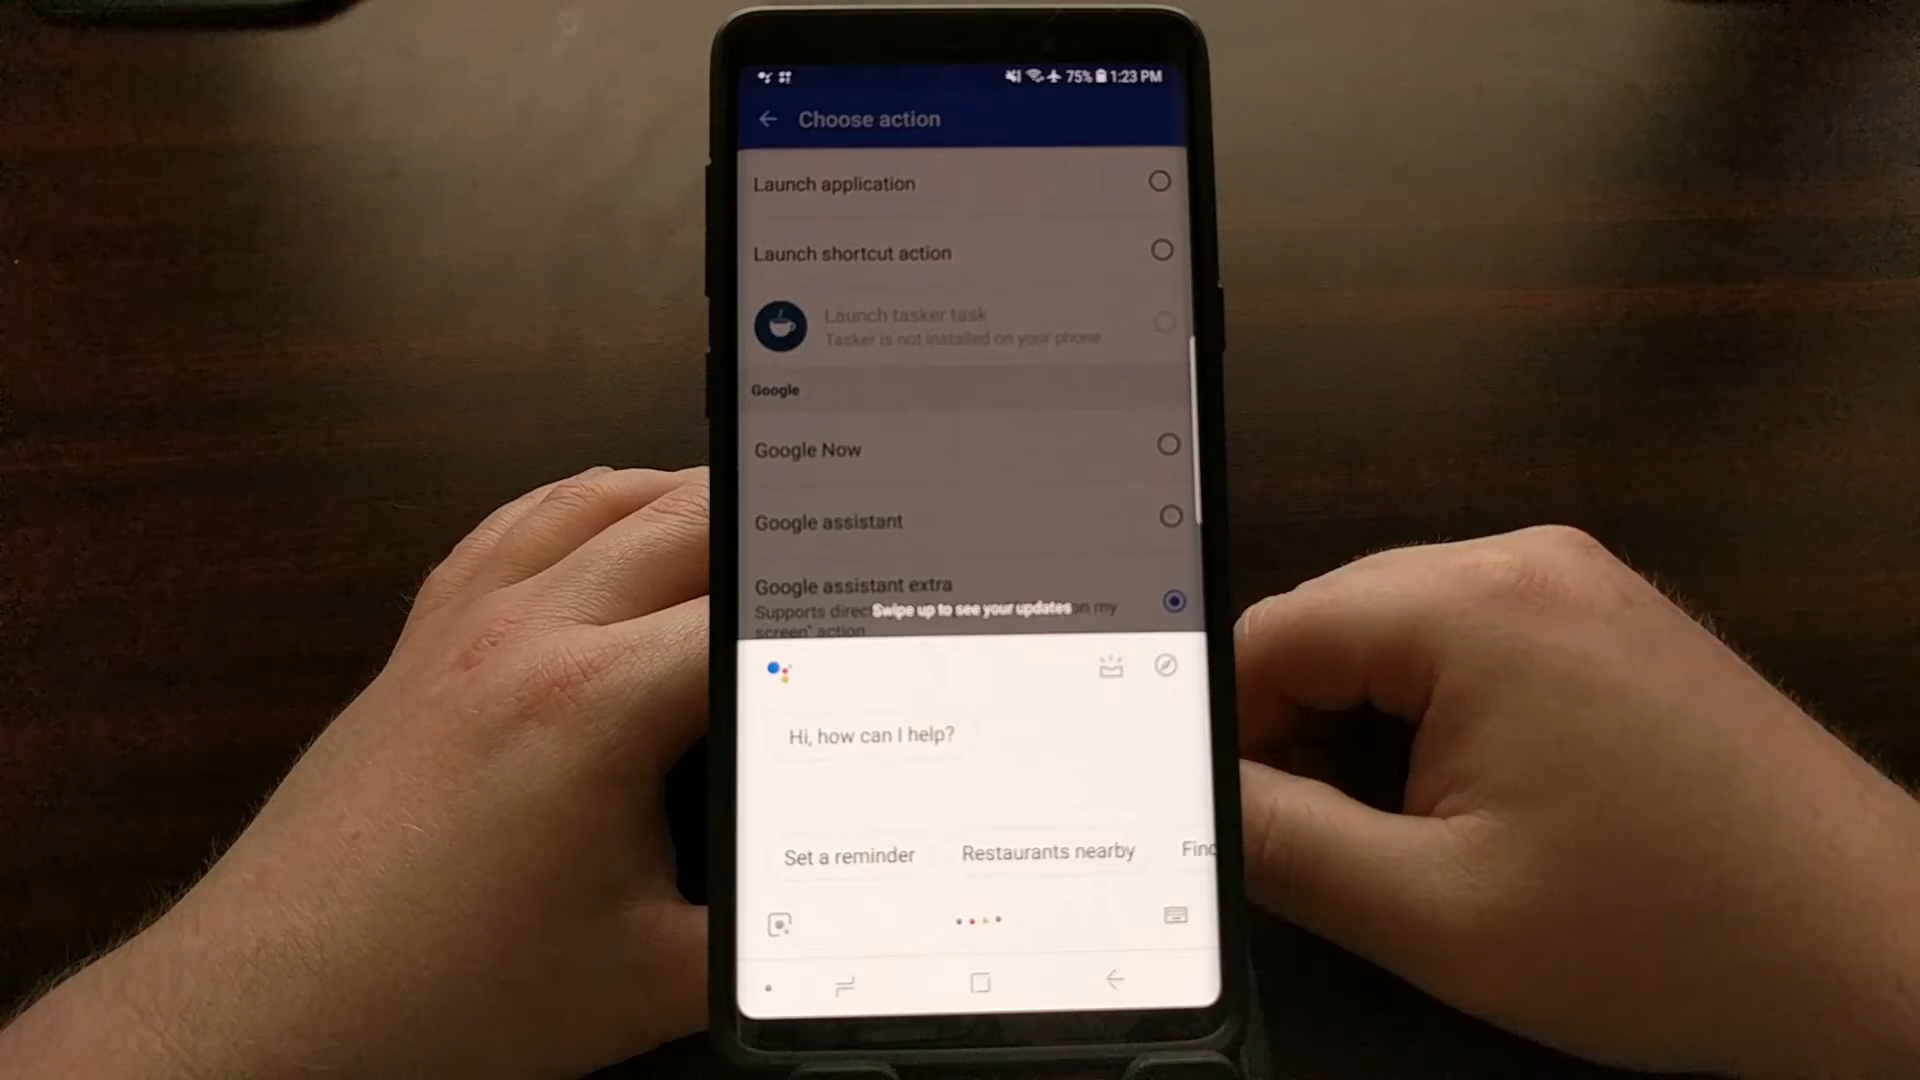 75% 1:23 PM
Choose action
Launch application
Launch shortcut action
Launch tasker task
Tasker is not installed on your phone
Google
Google Now
Google assistant
Google assistant extra
Supports direc on my
Swipe up to see your updates
screen" action
Hi, how can I help?
Set a reminder Restaurants nearby Find